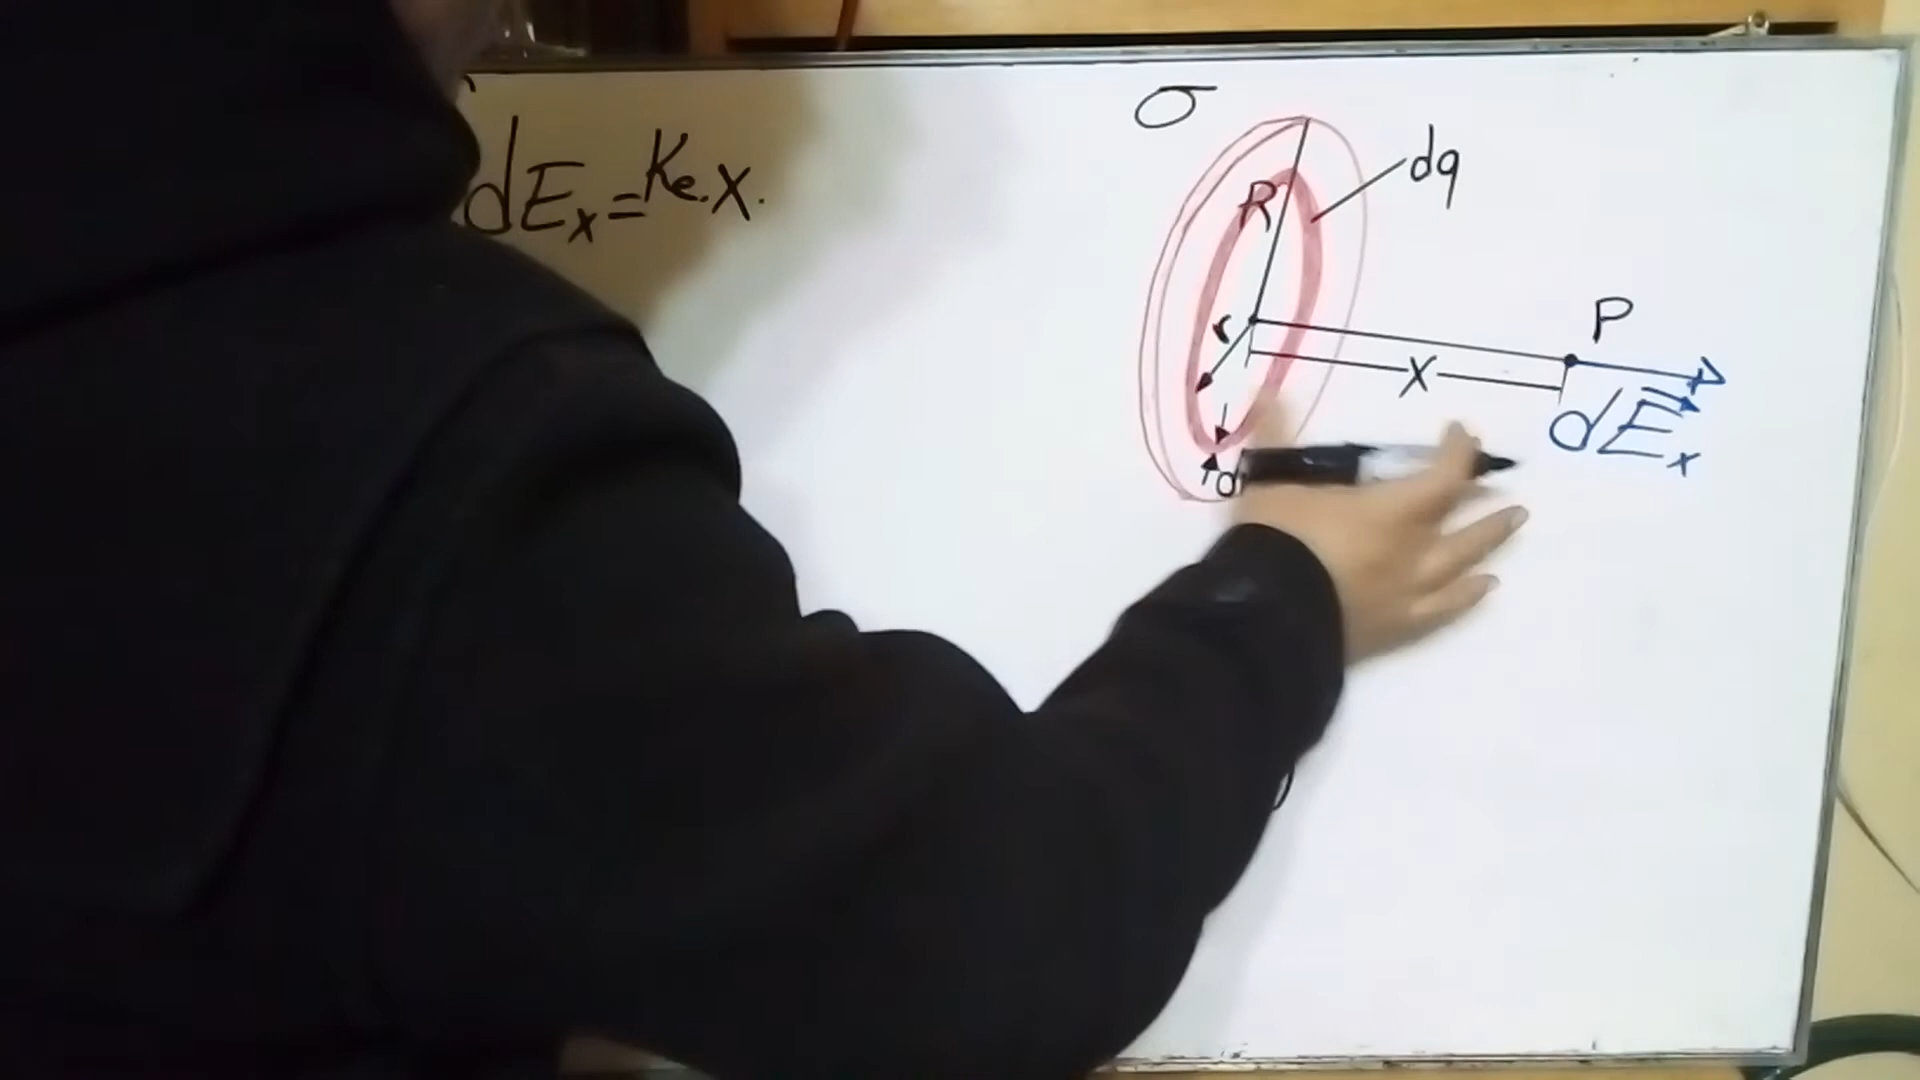 dEx = Ke.x.
σ
dq
R
r
P
x
dEx